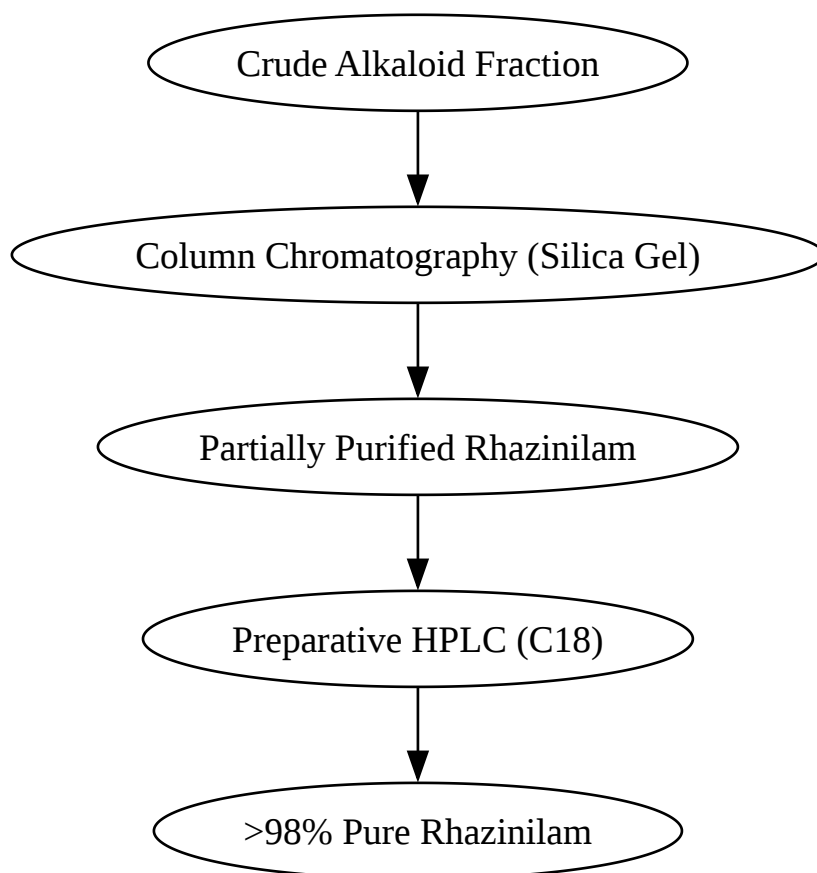 Crude Alkaloid Fraction
Column Chromatography (Silica Gel)
Partially Purified Rhazinilam
Preparative HPLC (C18)
>98% Pure Rhazinilam